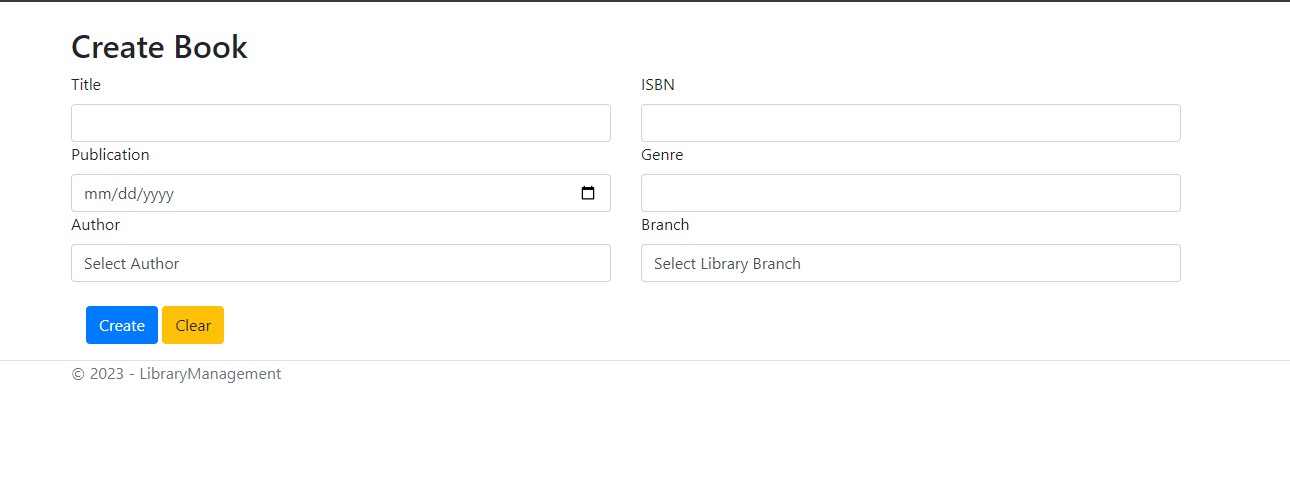 Create Book
Title ISBN
Publication Genre
mm/dd/yyyy
Author Branch
Select Author Select Library Branch
Create Clear
© 2023 - LibraryManagement